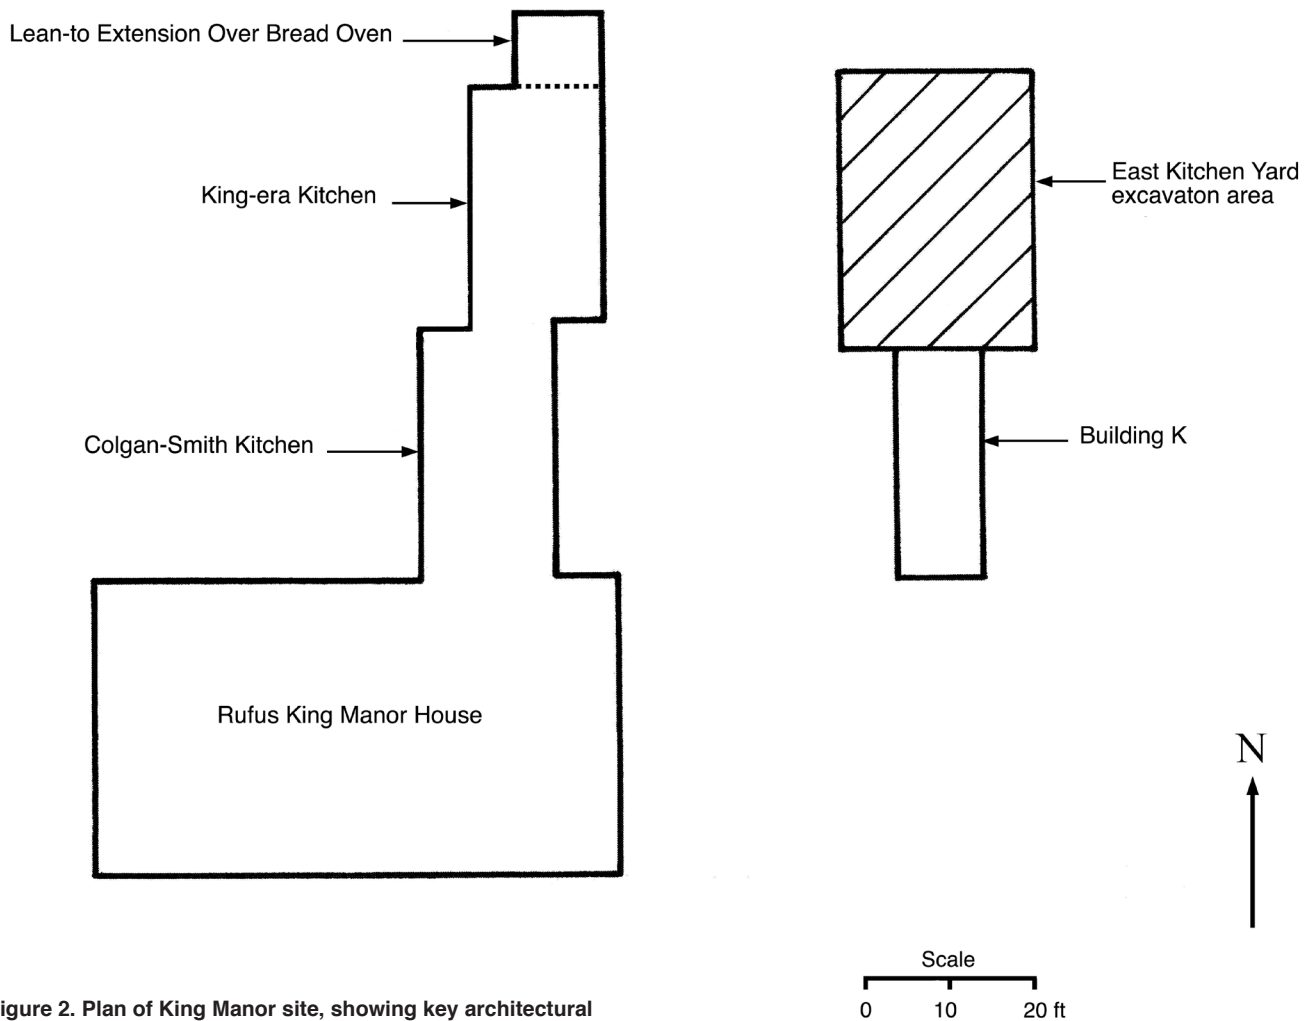 Lean-to Extension Over Bread Oven
King-era Kitchen
East Kitchen Yard
excavaton area
Colgan-Smith Kitchen
Building K
Rufus King Manor House
N
Scale
0 10 20 ft
igure 2. Plan of King Manor site, showing key architectural